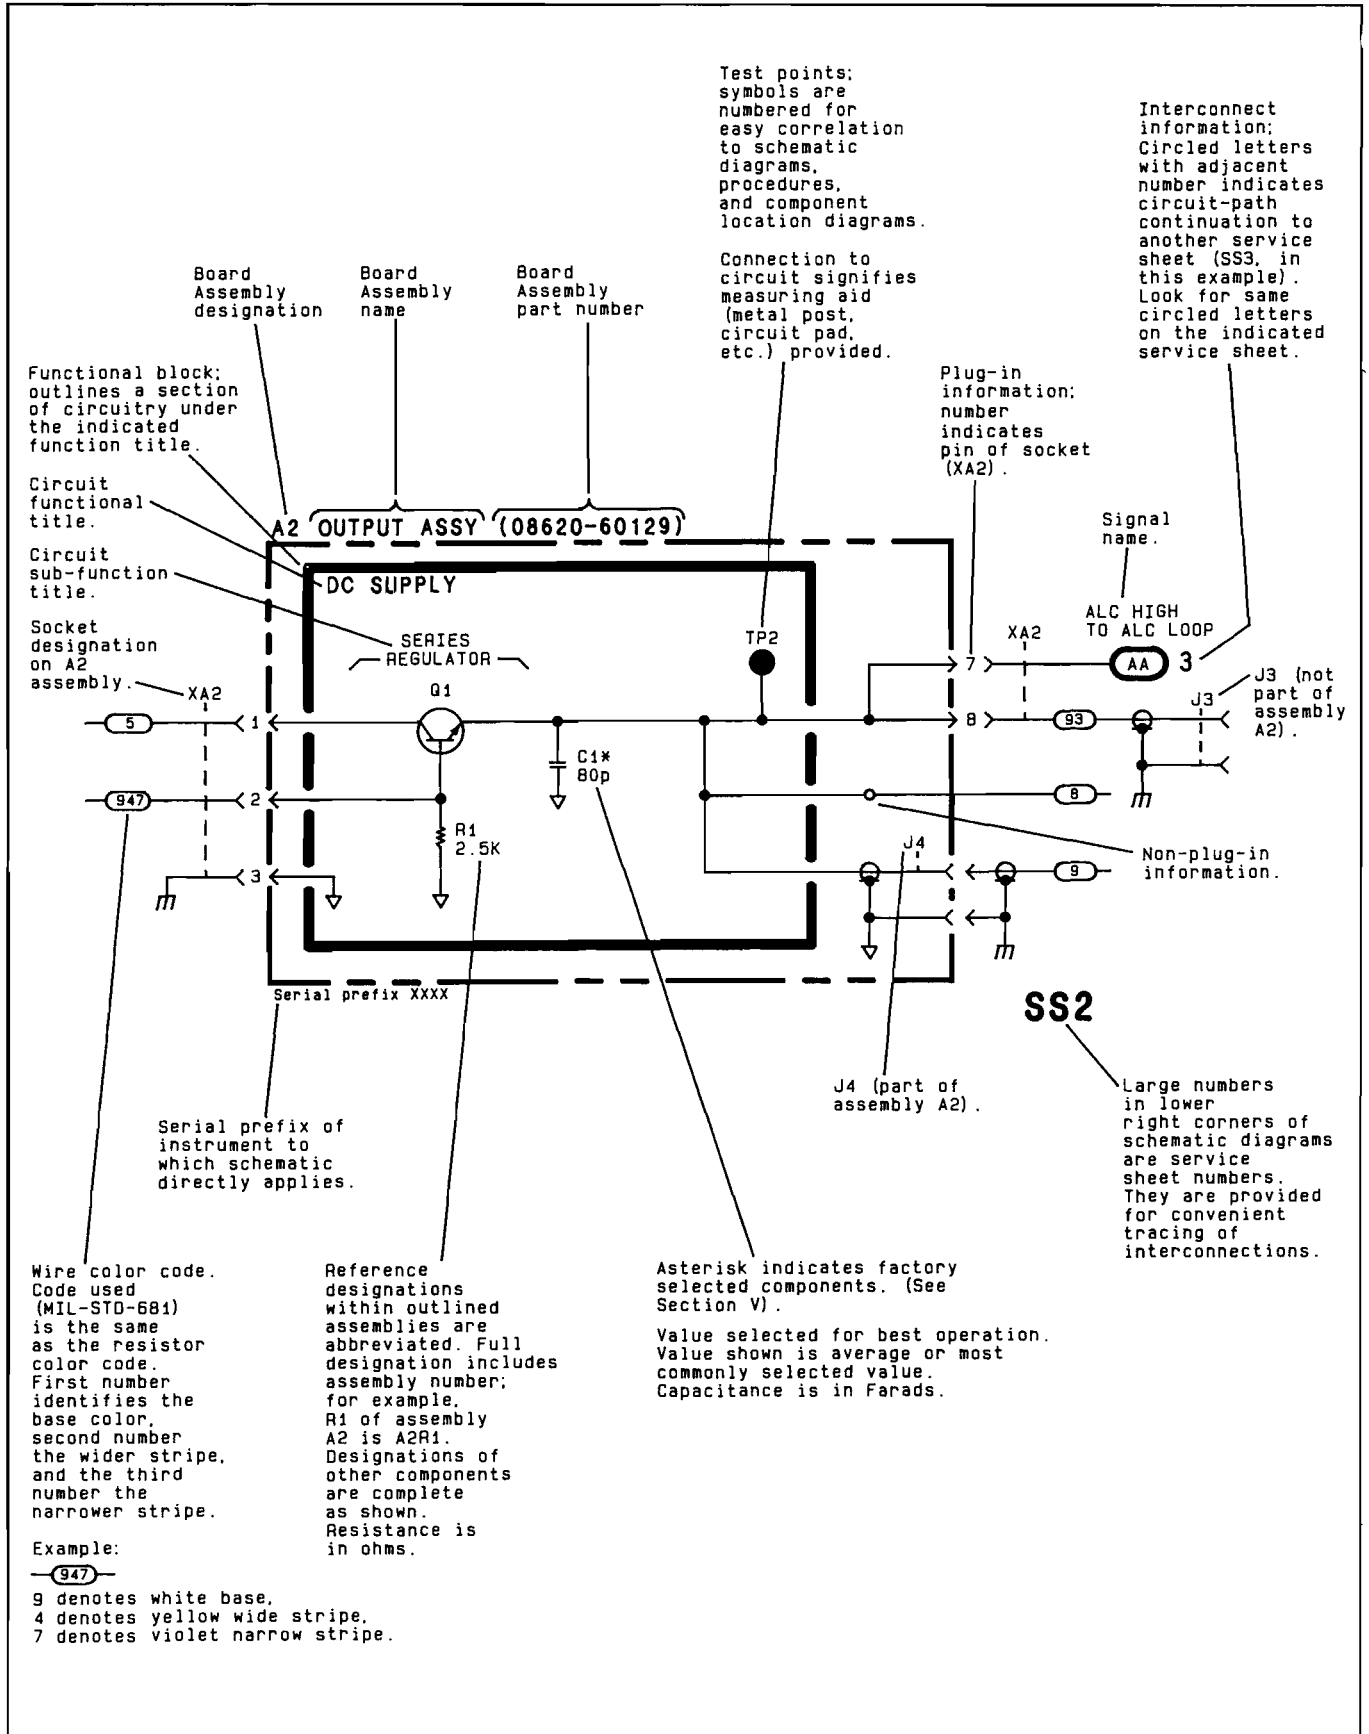 Test points;
symbols are
numbered for
easy correlation
to schematic
diagrams,
procedures,
and component
location diagrams.
Connection to
circuit signifies
measuring aid
(metal post,
circuit pad,
etc.) provided.
Interconnect
information;
Circled letters
with adjacent
number indicates
circuit-path
continuation to
another service
sheet (SS3, in
this example).
Look for same
circled letters
on the indicated
service sheet.
Board
Assembly
designation
Board
Assembly
name
Board
Assembly
part number
Functional block;
outlines a section
of circuitry under
the indicated
function title.
Plug-in
information;
number
indicates
pin of socket
(XA2).
Circuit
functional
title.
Circuit
sub-function
title.
Socket
designation
on A2
assembly.
A2 OUTPUT ASSY (08620-60129)
DC SUPPLY
SERIES
REGULATOR
Q1
TP2
Signal
name.
ALC HIGH
TO ALC LOOP
XA2
7
AA 3
J3 (not
part of
assembly
A2).
J3
XA2
5
1
8
93
C1*
80p
947
2
8
R1
2.5K
J4
Non-plug-in
information.
3
9
Serial prefix XXXX
SS2
J4 (part of
assembly A2).
Large numbers
in lower
right corners of
schematic diagrams
are service
sheet numbers.
They are provided
for convenient
tracing of
interconnections.
Serial prefix of
instrument to
which schematic
directly applies.
Wire color code.
Code used
(MIL-STD-681)
is the same
as the resistor
color code.
First number
identifies the
base color,
second number
the wider stripe,
and the third
number the
narrower stripe.
Example:
947
9 denotes white base,
4 denotes yellow wide stripe,
7 denotes violet narrow stripe.
Reference
designations
within outlined
assemblies are
abbreviated. Full
designation includes
assembly number;
for example,
R1 of assembly
A2 is A2R1.
Designations of
other components
are complete
as shown.
Resistance is
in ohms.
Asterisk indicates factory
selected components. (See
Section V).
Value selected for best operation.
Value shown is average or most
commonly selected value.
Capacitance is in Farads.